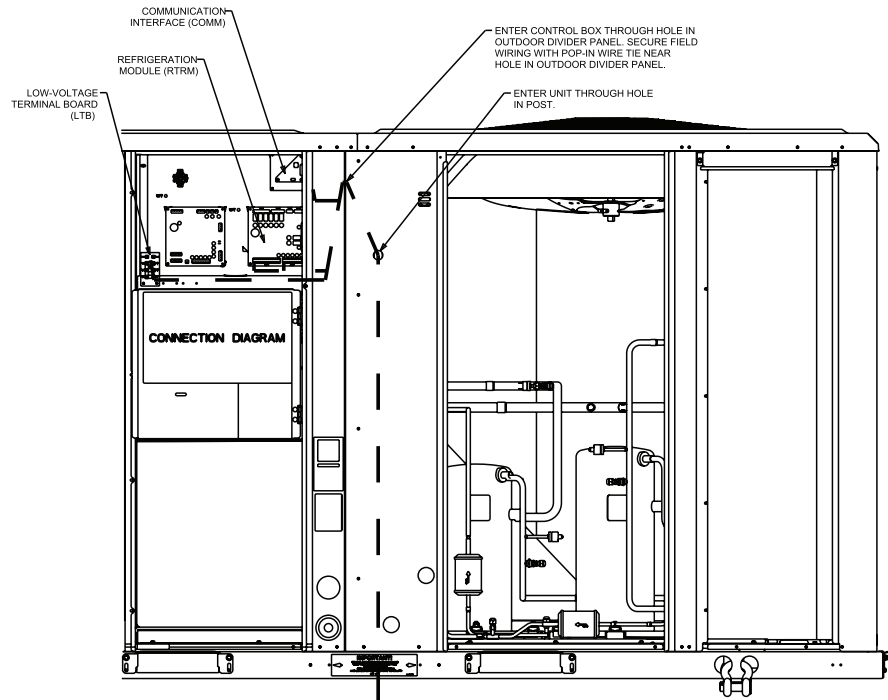 COMMUNICATION
INTERFACE (COMM)
REFRIGERATION
MODULE (RTRM)
LOW-VOLTAGE
TERMINAL BOARD
(LTB)
ENTER CONTROL BOX THROUGH HOLE IN
OUTDOOR DIVIDER PANEL. SECURE FIELD
WIRING WITH POP-IN WIRE TIE NEAR
HOLE IN OUTDOOR DIVIDER PANEL.
ENTER UNIT THROUGH HOLE
IN POST.
CONNECTION DIAGRAM
IMPORTANT!